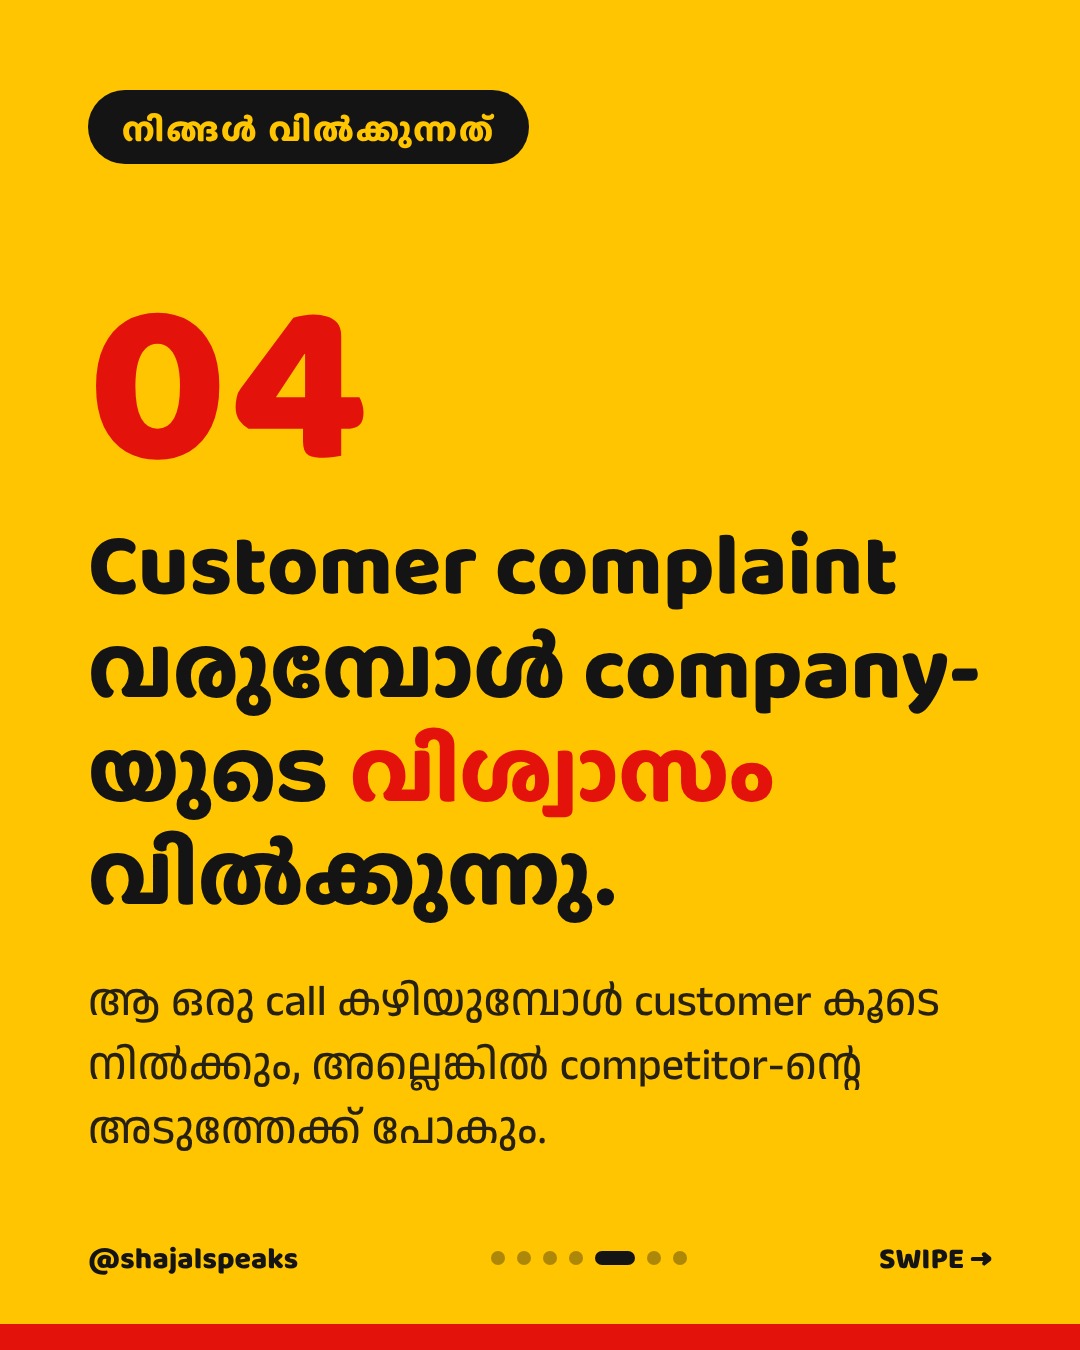 നിങ്ങൾ വിൽക്കുന്നത്
04
Customer complaint
വരുമ്പോൾ company-
യുടെ വിശ്വാസം
വിൽക്കുന്നു.
ആ ഒരു call കഴിയുമ്പോൾ customer കൂടെ
നിൽക്കും, അല്ലെങ്കിൽ competitor-ന്റെ
അടുത്തേക്ക് പോകും.
@shajalspeaks
SWIPE →